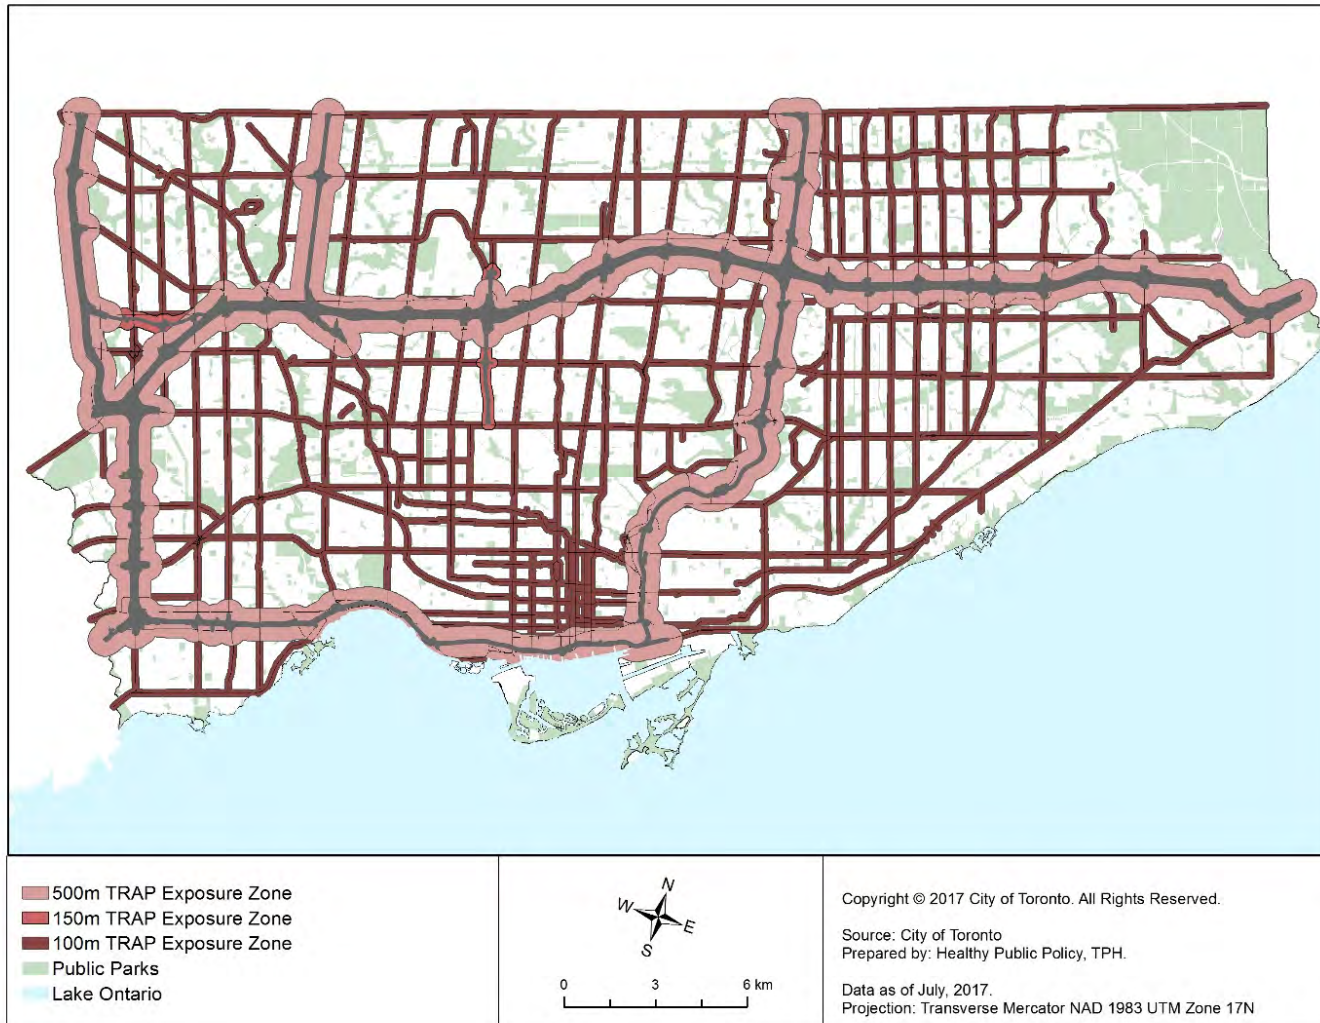 500m TRAP Exposure Zone
150m TRAP Exposure Zone
100m TRAP Exposure Zone
Public Parks
Lake Ontario
N
W
E
S
0 3 6 km
Copyright © 2017 City of Toronto. All Rights Reserved.
Source: City of Toronto
Prepared by: Healthy Public Policy, TPH.
Data as of July, 2017.
Projection: Transverse Mercator NAD 1983 UTM Zone 17N